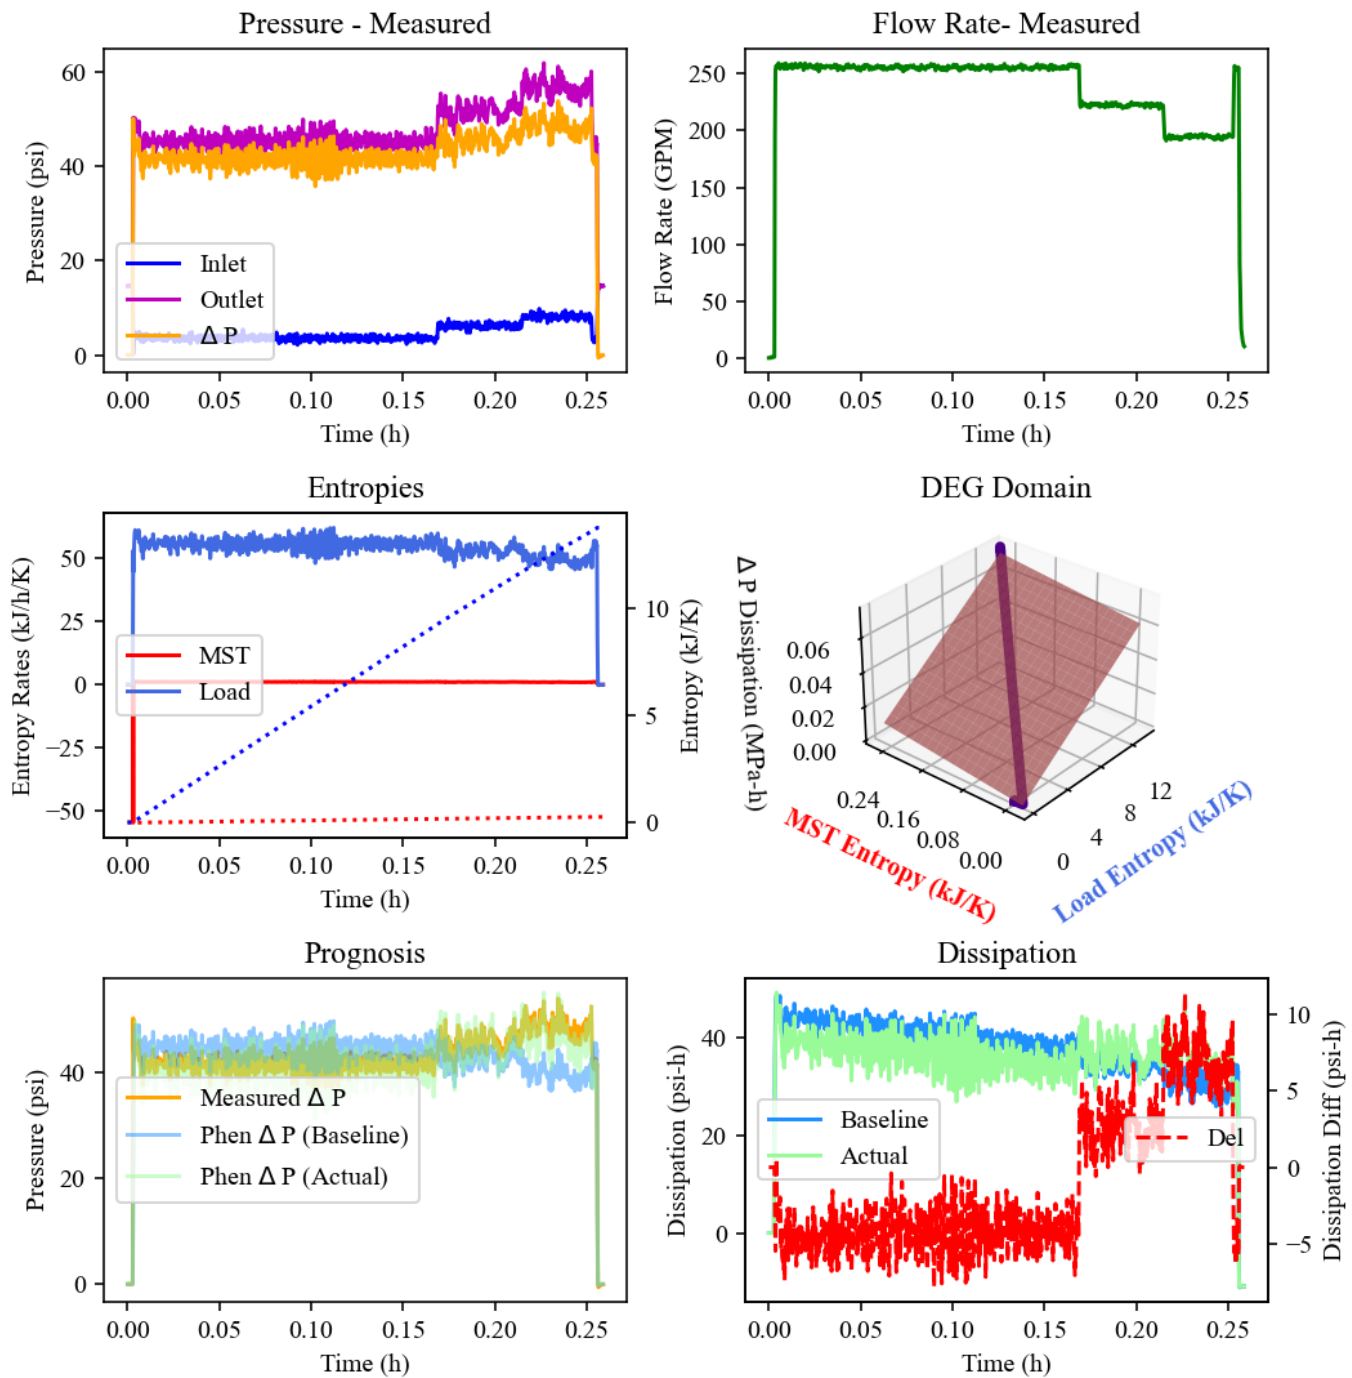 Pressure - Measured
60
40
20
0
Pressure (psi)
Inlet
Outlet
Δ P
0.00 0.05 0.10 0.15 0.20 0.25
Time (h)
Flow Rate- Measured
250
200
150
100
50
0
Flow Rate (GPM)
0.00 0.05 0.10 0.15 0.20 0.25
Time (h)
Entropies
50
25
0
−25
−50
Entropy Rates (kJ/h/K)
MST
Load
10
5
0
Entropy (kJ/K)
0.00 0.05 0.10 0.15 0.20 0.25
Time (h)
DEG Domain
Δ P Dissipation (MPa-h)
0.06
0.04
0.02
0.00
0.24
0.16
0.08
0.00
MST Entropy (kJ/K)
0
4
8
12
Load Entropy (kJ/K)
Prognosis
40
20
0
Pressure (psi)
Measured Δ P
Phen Δ P (Baseline)
Phen Δ P (Actual)
0.00 0.05 0.10 0.15 0.20 0.25
Time (h)
Dissipation
40
20
0
Dissipation (psi-h)
Baseline
Actual
Del
10
5
0
−5
Dissipation Diff (psi-h)
0.00 0.05 0.10 0.15 0.20 0.25
Time (h)